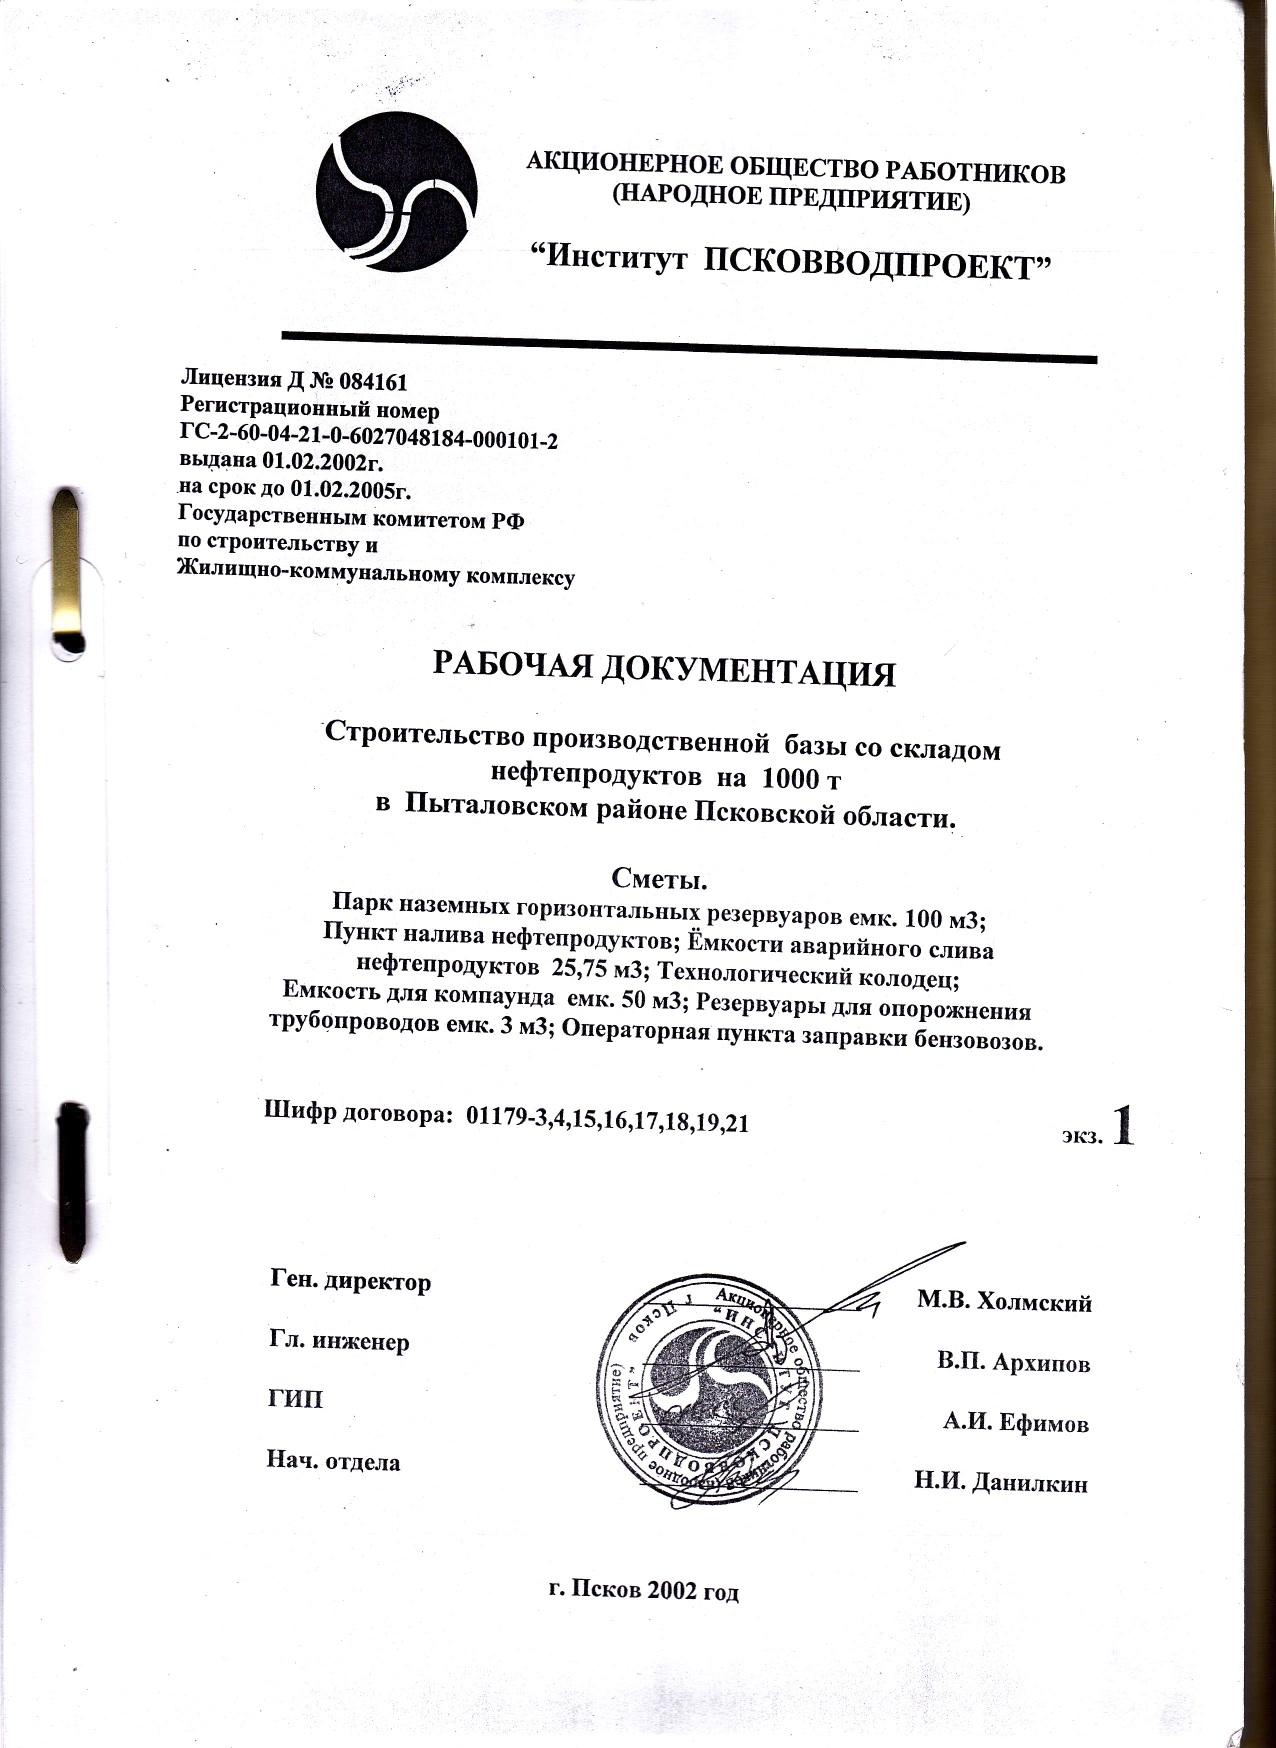 АКЦИОНЕРНОЕ ОБЩЕСТВО РАБОТНИКОВ
(НАРОДНОЕ ПРЕДПРИЯТИЕ)
“Институт ПСКОВВОДПРОЕКТ”
Лицензия Д № 084161
Регистрационный номер
ГС-2-60-04-21-0-6027048184-000101-2
выдана 01.02.2002г.
на срок до 01.02.2005г.
Государственным комитетом РФ
по строительству и
Жилищно-коммунальному комплексу
РАБОЧАЯ ДОКУМЕНТАЦИЯ
Строительство производственной базы со складом
нефтепродуктов на 1000 т
в Пыталовском районе Псковской области.
Сметы.
Парк наземных горизонтальных резервуаров емк. 100 м3;
Пункт налива нефтепродуктов; Ёмкости аварийного слива
нефтепродуктов 25,75 м3; Технологический колодец;
Емкость для компаунда емк. 50 м3; Резервуары для опорожнения
трубопроводов емк. 3 м3; Операторная пункта заправки бензовозов.
Шифр договора: 01179-3,4,15,16,17,18,19,21
экз. 1
Ген. директор
М.В. Холмский
Гл. инженер
В.П. Архипов
ГИП
А.И. Ефимов
Нач. отдела
Н.И. Данилкин
г Псков Акционерное общество работников (народное предприятие)
“ИНСТИТУТ ПСКОВВОДПРОЕКТ”
г. Псков 2002 год